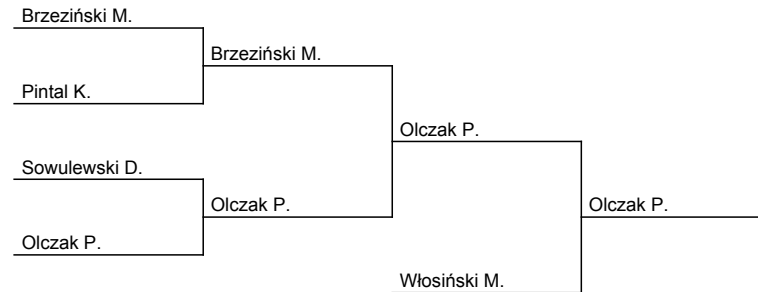 Brzeziński M.
Brzeziński M.
Pintal K.
Olczak P.
Sowulewski D.
Olczak P.
Olczak P.
Olczak P.
Włosiński M.